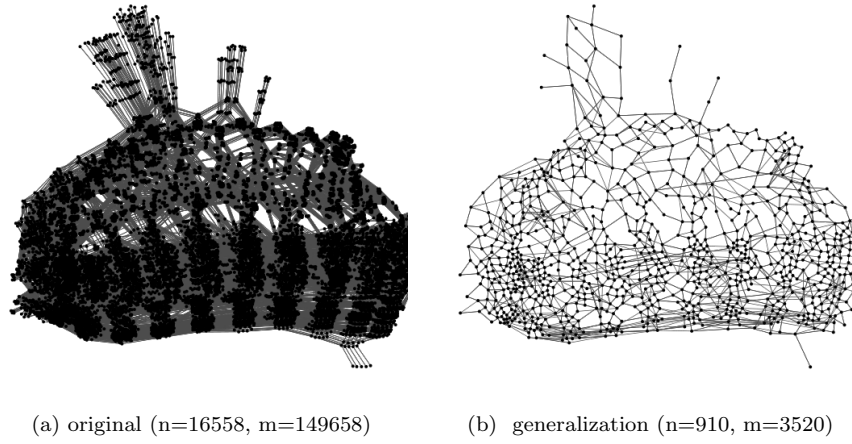 (a) original (n=16558, m=149658)
(b) generalization (n=910, m=3520)